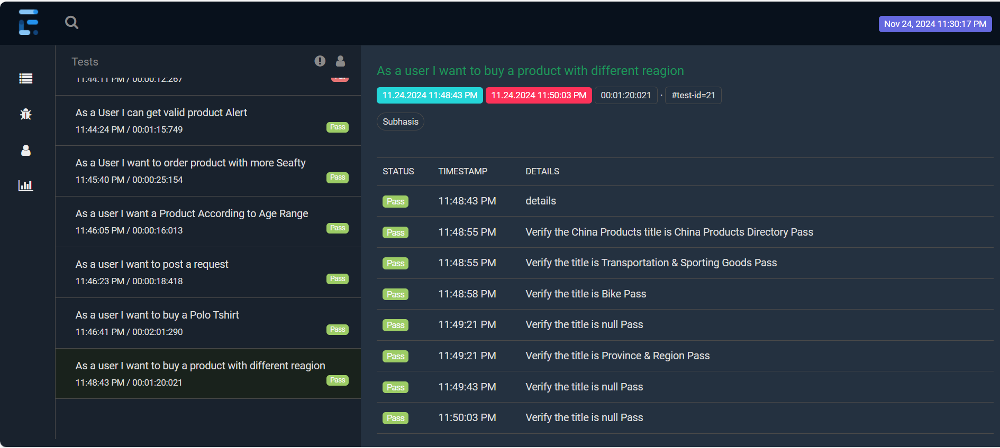 Nov 24, 2024 11:30:17 PM
Tests
11:44:11 PM / 00:00:12:267
Fail
As a User I can get valid product Alert
11:44:24 PM / 00:01:15:749
Pass
As a User I want to order product with more Seafty
11:45:40 PM / 00:00:25:154
Pass
As a user I want a Product According to Age Range
11:46:05 PM / 00:00:16:013
Pass
As a user I want to post a request
11:46:23 PM / 00:00:18:418
Pass
As a user I want to buy a Polo Tshirt
11:46:41 PM / 00:02:01:290
Pass
As a user I want to buy a product with different reagion
11:48:43 PM / 00:01:20:021
Pass
As a user I want to buy a product with different reagion
11.24.2024 11:48:43 PM 11.24.2024 11:50:03 PM 00:01:20:021 · #test-id=21
Subhasis
STATUS TIMESTAMP DETAILS
Pass 11:48:43 PM details
Pass 11:48:55 PM Verify the China Products title is China Products Directory Pass
Pass 11:48:55 PM Verify the title is Transportation & Sporting Goods Pass
Pass 11:48:58 PM Verify the title is Bike Pass
Pass 11:49:21 PM Verify the title is null Pass
Pass 11:49:21 PM Verify the title is Province & Region Pass
Pass 11:49:43 PM Verify the title is null Pass
Pass 11:50:03 PM Verify the title is null Pass